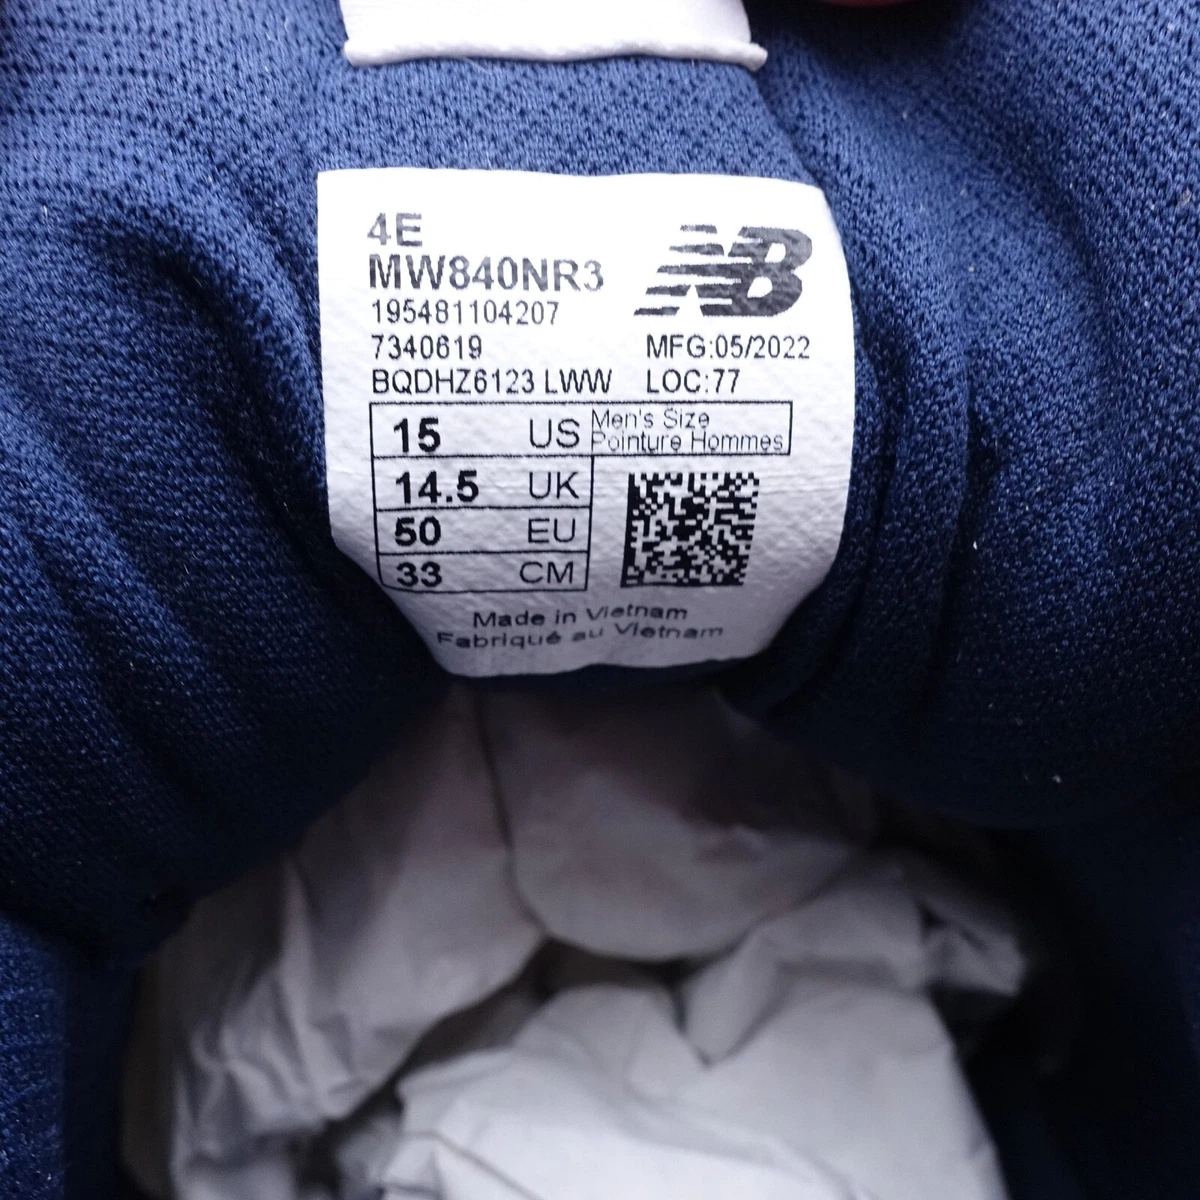 4E
MW840NR3
NB
195481104207
7340619 MFG:05/2022
BQDHZ6123 LWW LOC:77
15 US Men's Size
Pointure Hommes
14.5 UK
50 EU
33 CM
Made in Vietnam
Fabriqué au Vietnam